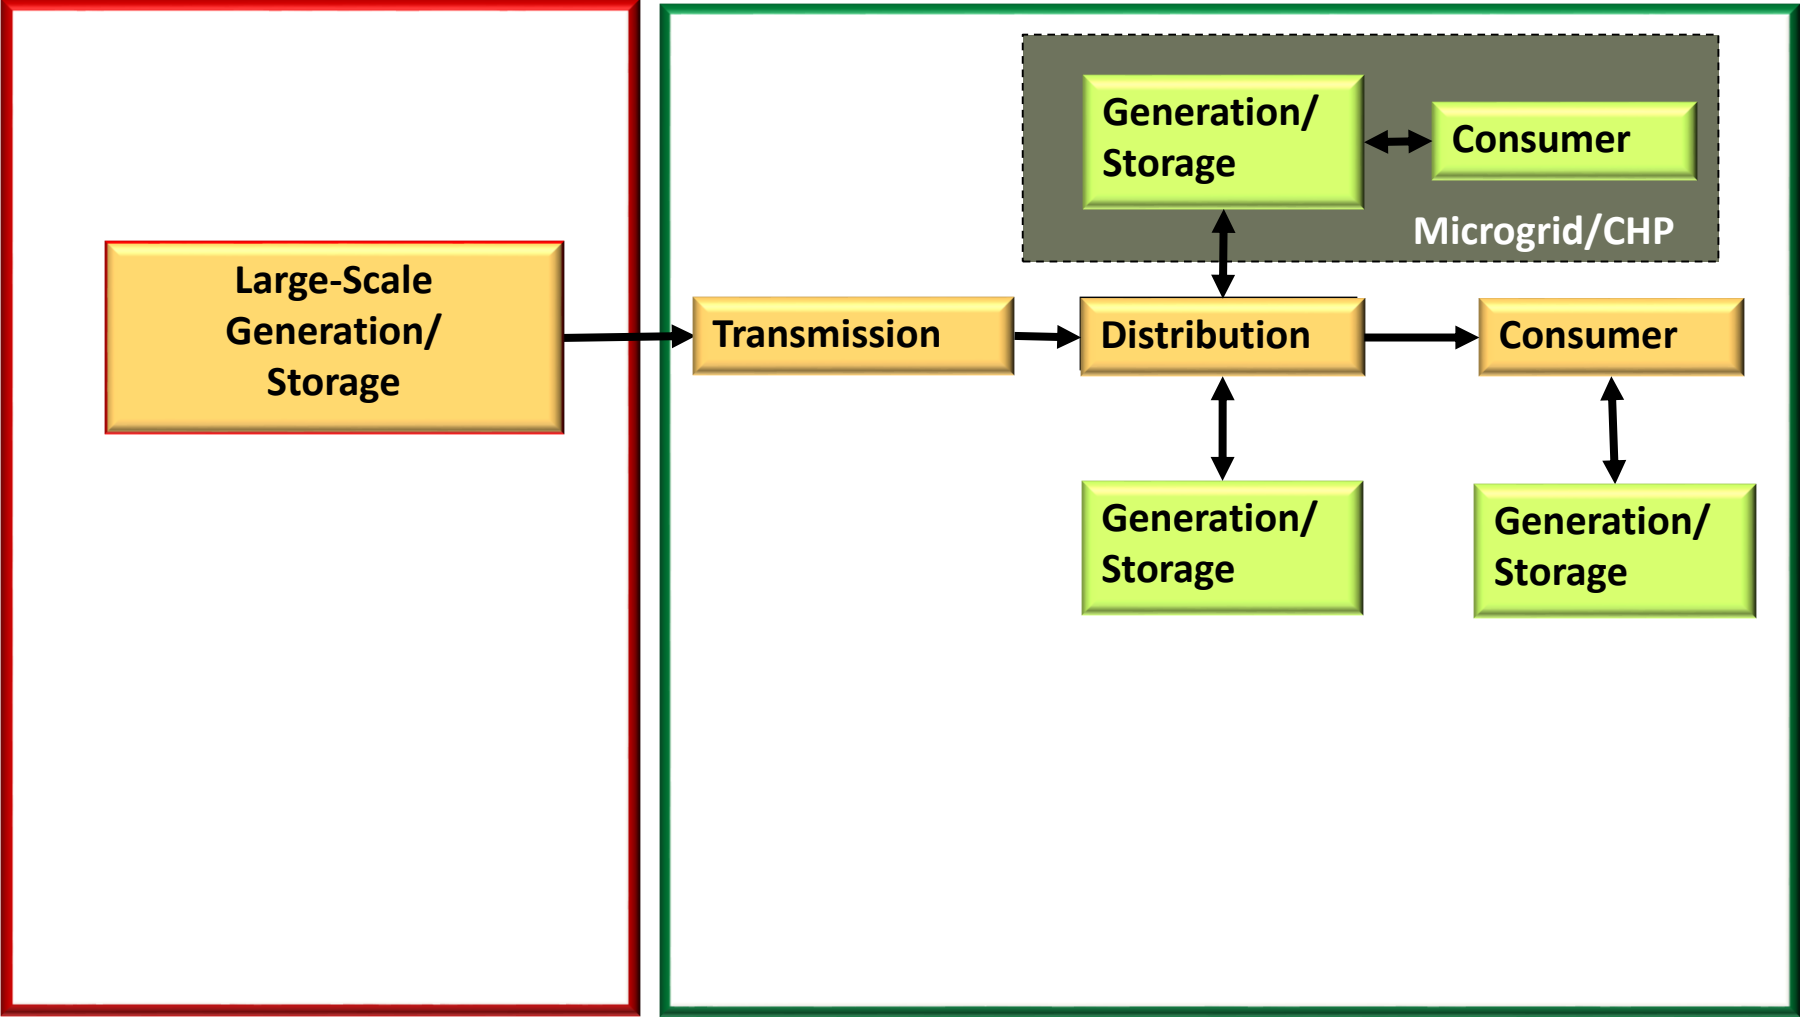 Generation/
Storage
Consumer
Microgrid/CHP
Large-Scale
Generation/
Storage
Transmission
Distribution
Consumer
Generation/
Storage
Generation/
Storage